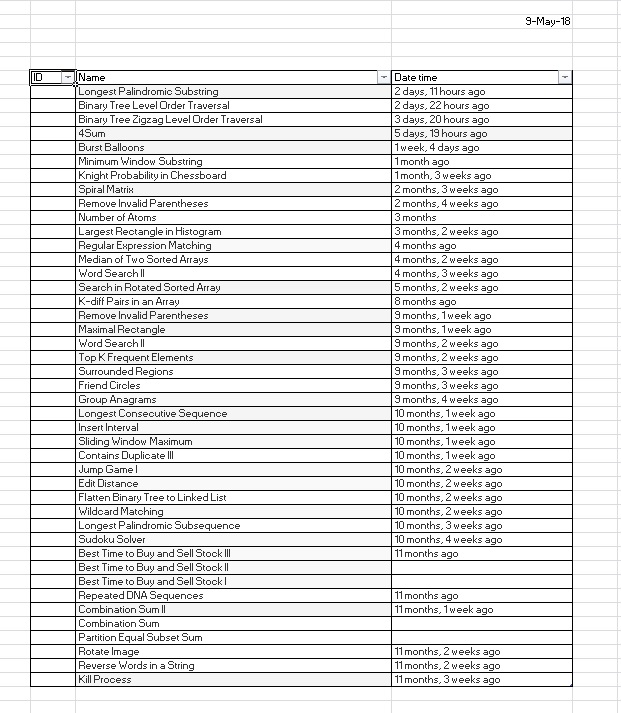 9-May-18
ID Name Date time
Longest Palindromic Substring 2 days, 11 hours ago
Binary Tree Level Order Traversal 2 days, 22 hours ago
Binary Tree Zigzag Level Order Traversal 3 days, 20 hours ago
4Sum 5 days, 19 hours ago
Burst Balloons 1 week, 4 days ago
Minimum Window Substring 1 month ago
Knight Probability in Chessboard 1 month, 3 weeks ago
Spiral Matrix 2 months, 3 weeks ago
Remove Invalid Parentheses 2 months, 4 weeks ago
Number of Atoms 3 months
Largest Rectangle in Histogram 3 months, 2 weeks ago
Regular Expression Matching 4 months ago
Median of Two Sorted Arrays 4 months, 2 weeks ago
Word Search II 4 months, 3 weeks ago
Search in Rotated Sorted Array 5 months, 2 weeks ago
K-diff Pairs in an Array 8 months ago
Remove Invalid Parentheses 9 months, 1 week ago
Maximal Rectangle 9 months, 1 week ago
Word Search II 9 months, 2 weeks ago
Top K Frequent Elements 9 months, 2 weeks ago
Surrounded Regions 9 months, 3 weeks ago
Friend Circles 9 months, 3 weeks ago
Group Anagrams 9 months, 4 weeks ago
Longest Consecutive Sequence 10 months, 1 week ago
Insert Interval 10 months, 1 week ago
Sliding Window Maximum 10 months, 1 week ago
Contains Duplicate III 10 months, 1 week ago
Jump Game I 10 months, 2 weeks ago
Edit Distance 10 months, 2 weeks ago
Flatten Binary Tree to Linked List 10 months, 2 weeks ago
Wildcard Matching 10 months, 2 weeks ago
Longest Palindromic Subsequence 10 months, 3 weeks ago
Sudoku Solver 10 months, 4 weeks ago
Best Time to Buy and Sell Stock III 11 months ago
Best Time to Buy and Sell Stock II
Best Time to Buy and Sell Stock I
Repeated DNA Sequences 11 months ago
Combination Sum II 11 months, 1 week ago
Combination Sum
Partition Equal Subset Sum
Rotate Image 11 months, 2 weeks ago
Reverse Words in a String 11 months, 2 weeks ago
Kill Process 11 months, 3 weeks ago